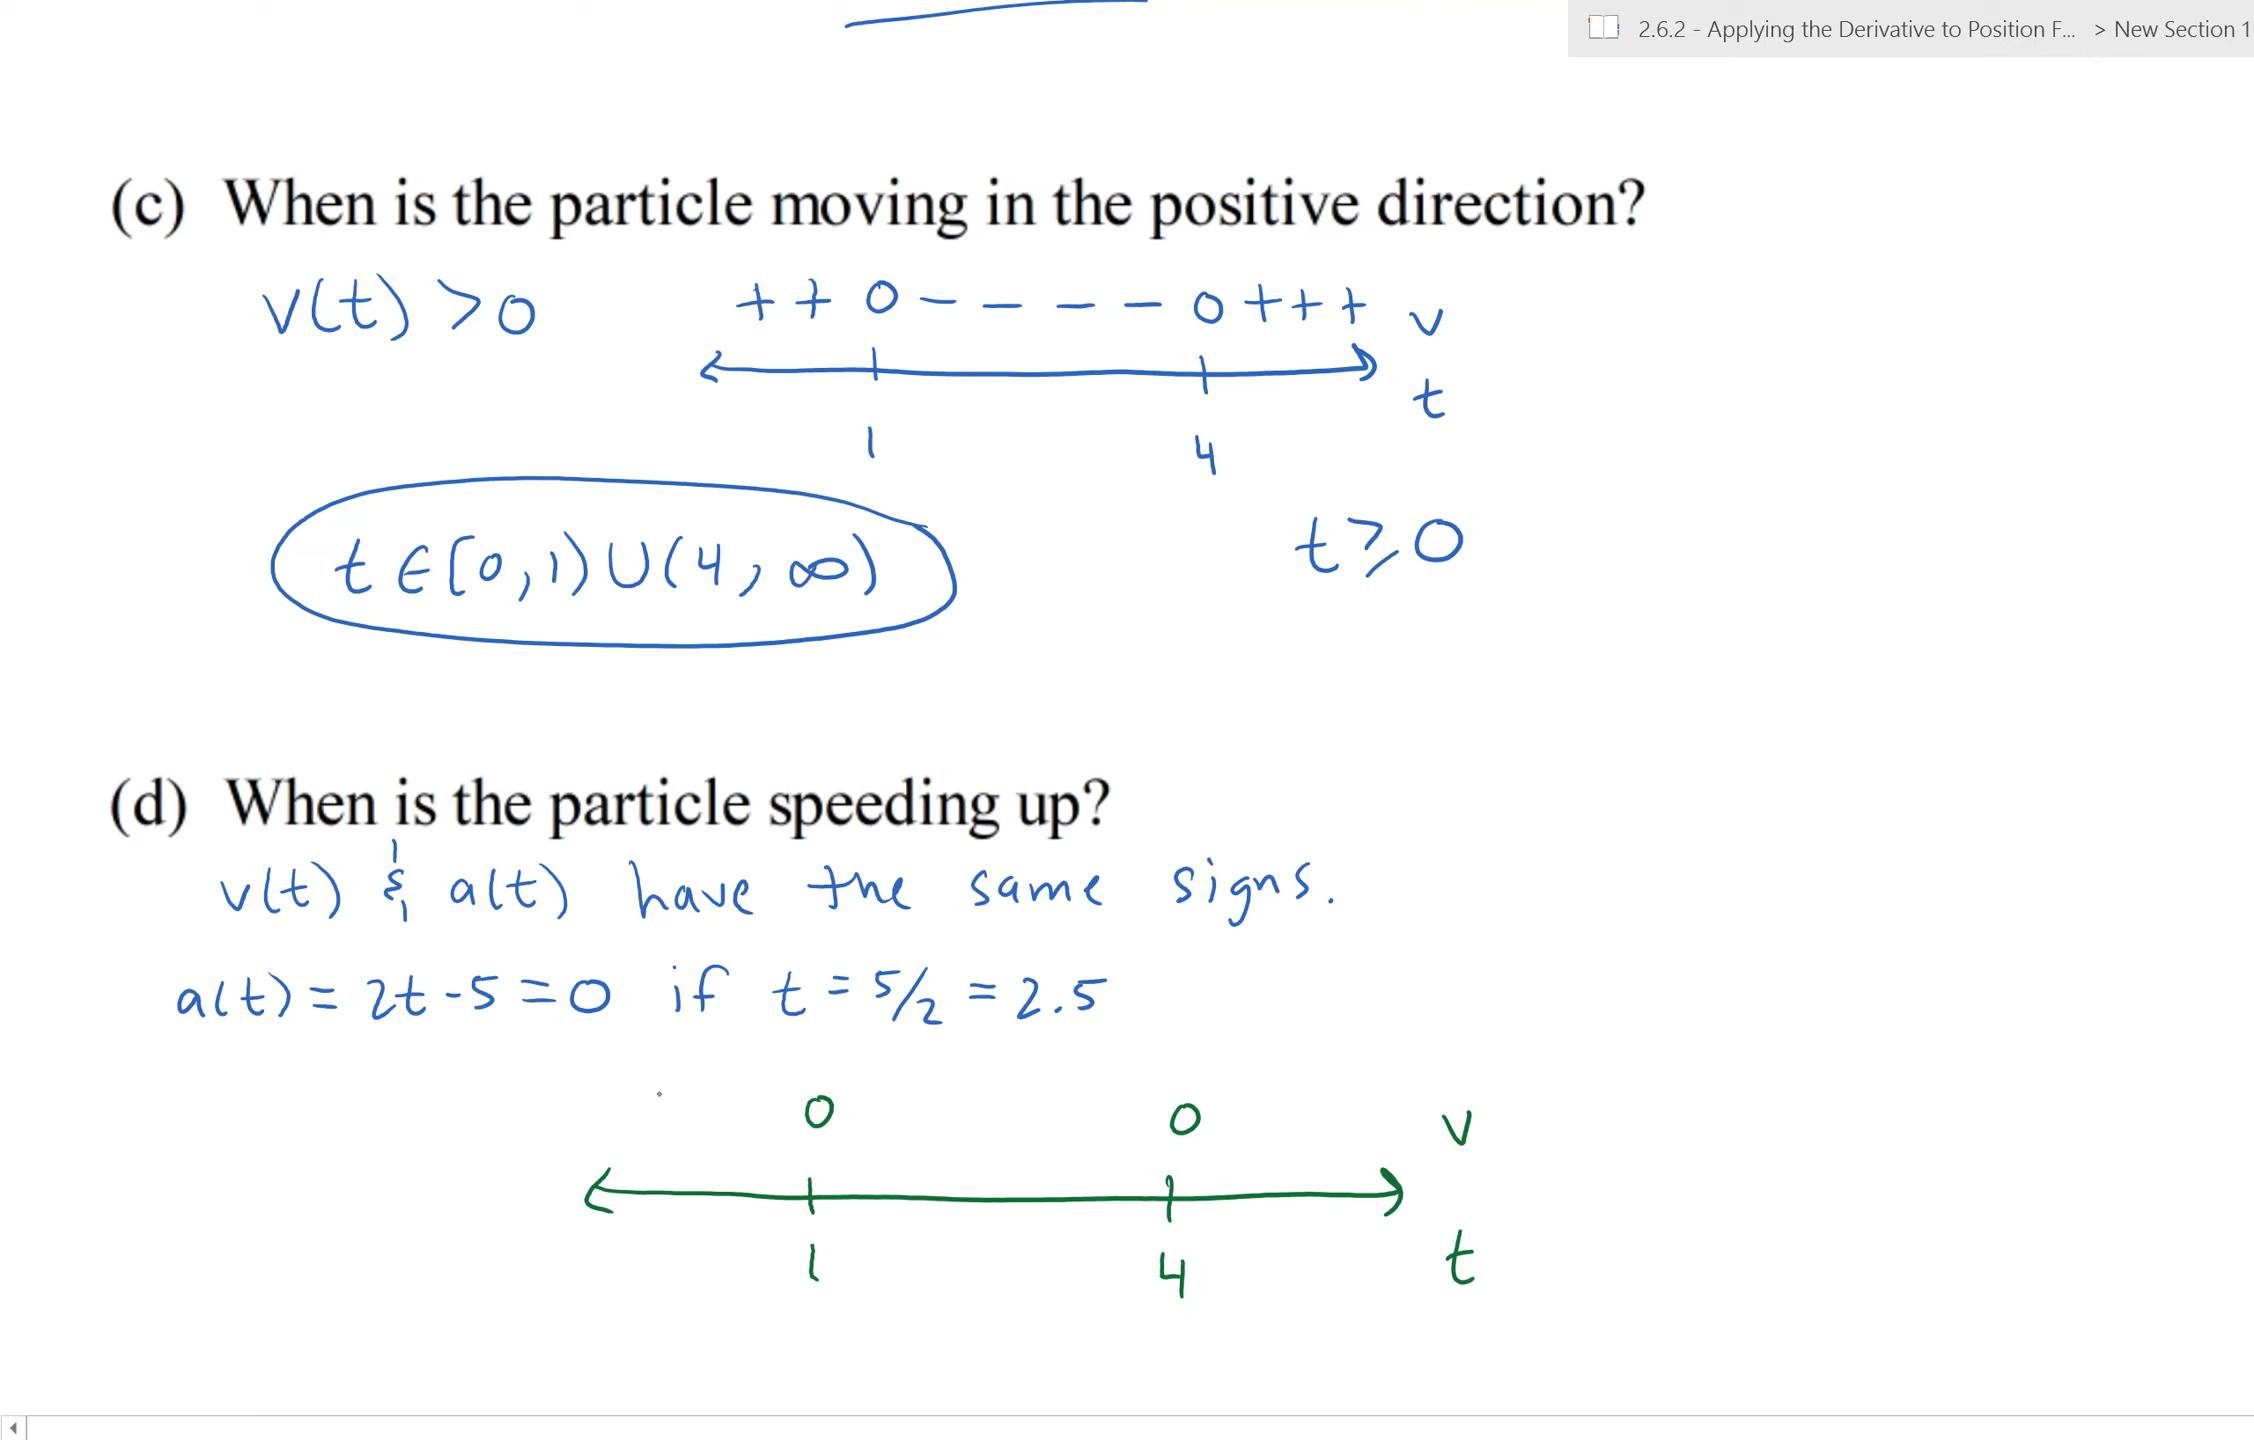 2.6.2 - Applying the Derivative to Position F... > New Section 1
(c) When is the particle moving in the positive direction?
v(t) > 0
+ + 0 - - - - 0 + + + v
t
1 4
t ∈ [0,1) ∪ (4, ∞)
t ≥ 0
(d) When is the particle speeding up?
v(t) & a(t) have the same signs.
a(t) = 2t - 5 = 0 if t = 5/2 = 2.5
0 0 v
1 4 t